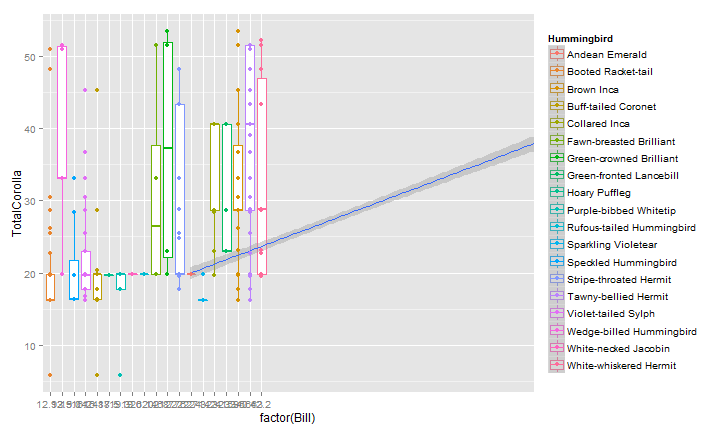 Hummingbird
Andean Emerald
Booted Racket-tail
Brown Inca
Buff-tailed Coronet
Collared Inca
Fawn-breasted Brilliant
Green-crowned Brilliant
Green-fronted Lancebill
Hoary Puffleg
Purple-bibbed Whitetip
Rufous-tailed Hummingbird
Sparkling Violetear
Speckled Hummingbird
Stripe-throated Hermit
Tawny-bellied Hermit
Violet-tailed Sylph
Wedge-billed Hummingbird
White-necked Jacobin
White-whiskered Hermit
50
40
30
20
10
TotalCorolla
factor(Bill)